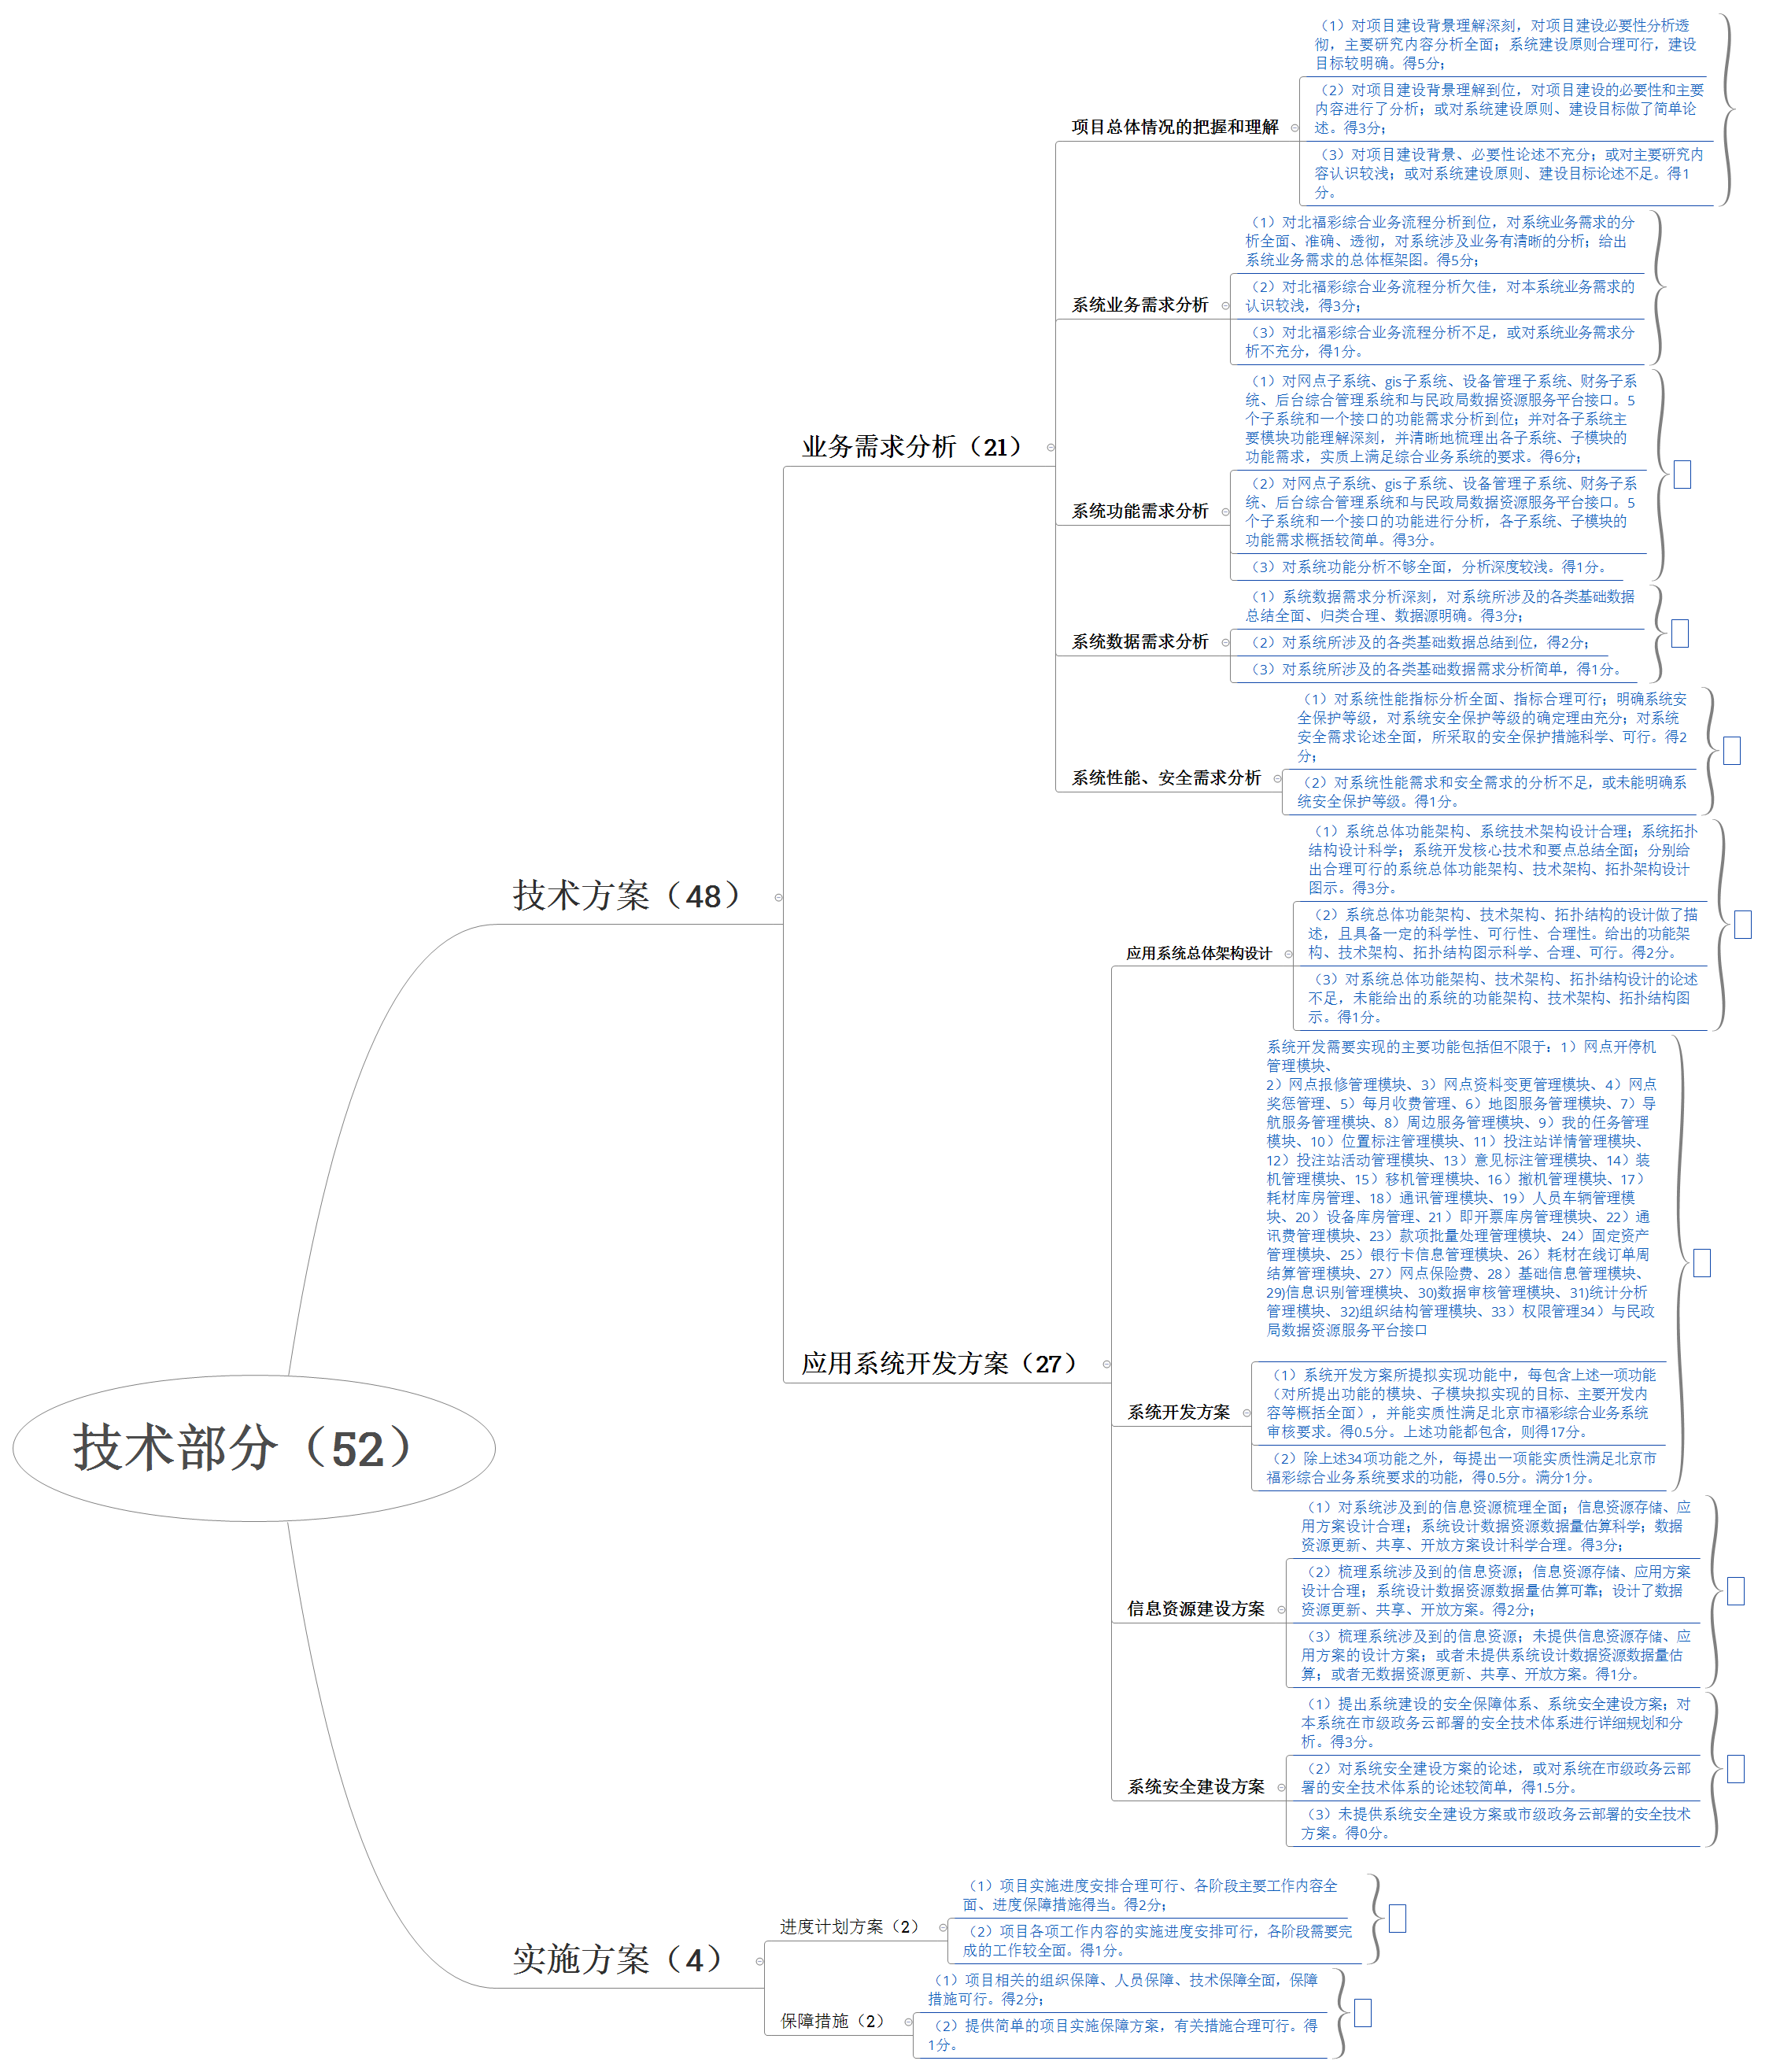 技术部分（52）
技术方案（48）
业务需求分析（21）
项目总体情况的把握和理解
（1）对项目建设背景理解深刻，对项目建设必要性分析透
彻，主要研究内容分析全面；系统建设原则合理可行，建设
目标较明确。得5分；
（2）对项目建设背景理解到位，对项目建设的必要性和主要
内容进行了分析；或对系统建设原则、建设目标做了简单论
述。得3分；
（3）对项目建设背景、必要性论述不充分；或对主要研究内
容认识较浅；或对系统建设原则、建设目标论述不足。得1
分。
系统业务需求分析
（1）对北福彩综合业务流程分析到位，对系统业务需求的分
析全面、准确、透彻，对系统涉及业务有清晰的分析；给出
系统业务需求的总体框架图。得5分；
（2）对北福彩综合业务流程分析欠佳，对本系统业务需求的
认识较浅，得3分；
（3）对北福彩综合业务流程分析不足，或对系统业务需求分
析不充分，得1分。
系统功能需求分析
（1）对网点子系统、gis子系统、设备管理子系统、财务子系
统、后台综合管理系统和与民政局数据资源服务平台接口。5
个子系统和一个接口的功能需求分析到位；并对各子系统主
要模块功能理解深刻，并清晰地梳理出各子系统、子模块的
功能需求，实质上满足综合业务系统的要求。得6分；
（2）对网点子系统、gis子系统、设备管理子系统、财务子系
统、后台综合管理系统和与民政局数据资源服务平台接口。5
个子系统和一个接口的功能进行分析，各子系统、子模块的
功能需求概括较简单。得3分。
（3）对系统功能分析不够全面，分析深度较浅。得1分。
系统数据需求分析
（1）系统数据需求分析深刻，对系统所涉及的各类基础数据
总结全面、归类合理、数据源明确。得3分；
（2）对系统所涉及的各类基础数据总结到位，得2分；
（3）对系统所涉及的各类基础数据需求分析简单，得1分。
系统性能、安全需求分析
（1）对系统性能指标分析全面、指标合理可行；明确系统安
全保护等级，对系统安全保护等级的确定理由充分；对系统
安全需求论述全面，所采取的安全保护措施科学、可行。得2
分；
（2）对系统性能需求和安全需求的分析不足，或未能明确系
统安全保护等级。得1分。
应用系统开发方案（27）
应用系统总体架构设计
（1）系统总体功能架构、系统技术架构设计合理；系统拓扑
结构设计科学；系统开发核心技术和要点总结全面；分别给
出合理可行的系统总体功能架构、技术架构、拓扑架构设计
图示。得3分。
（2）系统总体功能架构、技术架构、拓扑结构的设计做了描
述，且具备一定的科学性、可行性、合理性。给出的功能架
构、技术架构、拓扑结构图示科学、合理、可行。得2分。
（3）对系统总体功能架构、技术架构、拓扑结构设计的论述
不足，未能给出的系统的功能架构、技术架构、拓扑结构图
示。得1分。
系统开发方案
系统开发需要实现的主要功能包括但不限于：1）网点开停机
管理模块、
2）网点报修管理模块、3）网点资料变更管理模块、4）网点
奖惩管理、5）每月收费管理、6）地图服务管理模块、7）导
航服务管理模块、8）周边服务管理模块、9）我的任务管理
模块、10）位置标注管理模块、11）投注站详情管理模块、
12）投注站活动管理模块、13）意见标注管理模块、14）装
机管理模块、15）移机管理模块、16）撤机管理模块、17）
耗材库房管理、18）通讯管理模块、19）人员车辆管理模
块、20）设备库房管理、21）即开票库房管理模块、22）通
讯费管理模块、23）款项批量处理管理模块、24）固定资产
管理模块、25）银行卡信息管理模块、26）耗材在线订单周
结算管理模块、27）网点保险费、28）基础信息管理模块、
29)信息识别管理模块、30)数据审核管理模块、31)统计分析
管理模块、32)组织结构管理模块、33）权限管理34）与民政
局数据资源服务平台接口
（1）系统开发方案所提拟实现功能中，每包含上述一项功能
（对所提出功能的模块、子模块拟实现的目标、主要开发内
容等概括全面），并能实质性满足北京市福彩综合业务系统
审核要求。得0.5分。上述功能都包含，则得17分。
（2）除上述34项功能之外，每提出一项能实质性满足北京市
福彩综合业务系统要求的功能，得0.5分。满分1分。
信息资源建设方案
（1）对系统涉及到的信息资源梳理全面；信息资源存储、应
用方案设计合理；系统设计数据资源数据量估算科学；数据
资源更新、共享、开放方案设计科学合理。得3分；
（2）梳理系统涉及到的信息资源；信息资源存储、应用方案
设计合理；系统设计数据资源数据量估算可靠；设计了数据
资源更新、共享、开放方案。得2分；
（3）梳理系统涉及到的信息资源；未提供信息资源存储、应
用方案的设计方案；或者未提供系统设计数据资源数据量估
算；或者无数据资源更新、共享、开放方案。得1分。
系统安全建设方案
（1）提出系统建设的安全保障体系、系统安全建设方案；对
本系统在市级政务云部署的安全技术体系进行详细规划和分
析。得3分。
（2）对系统安全建设方案的论述，或对系统在市级政务云部
署的安全技术体系的论述较简单，得1.5分。
（3）未提供系统安全建设方案或市级政务云部署的安全技术
方案。得0分。
实施方案（4）
进度计划方案（2）
（1）项目实施进度安排合理可行、各阶段主要工作内容全
面、进度保障措施得当。得2分；
（2）项目各项工作内容的实施进度安排可行，各阶段需要完
成的工作较全面。得1分。
保障措施（2）
（1）项目相关的组织保障、人员保障、技术保障全面，保障
措施可行。得2分；
（2）提供简单的项目实施保障方案，有关措施合理可行。得
1分。